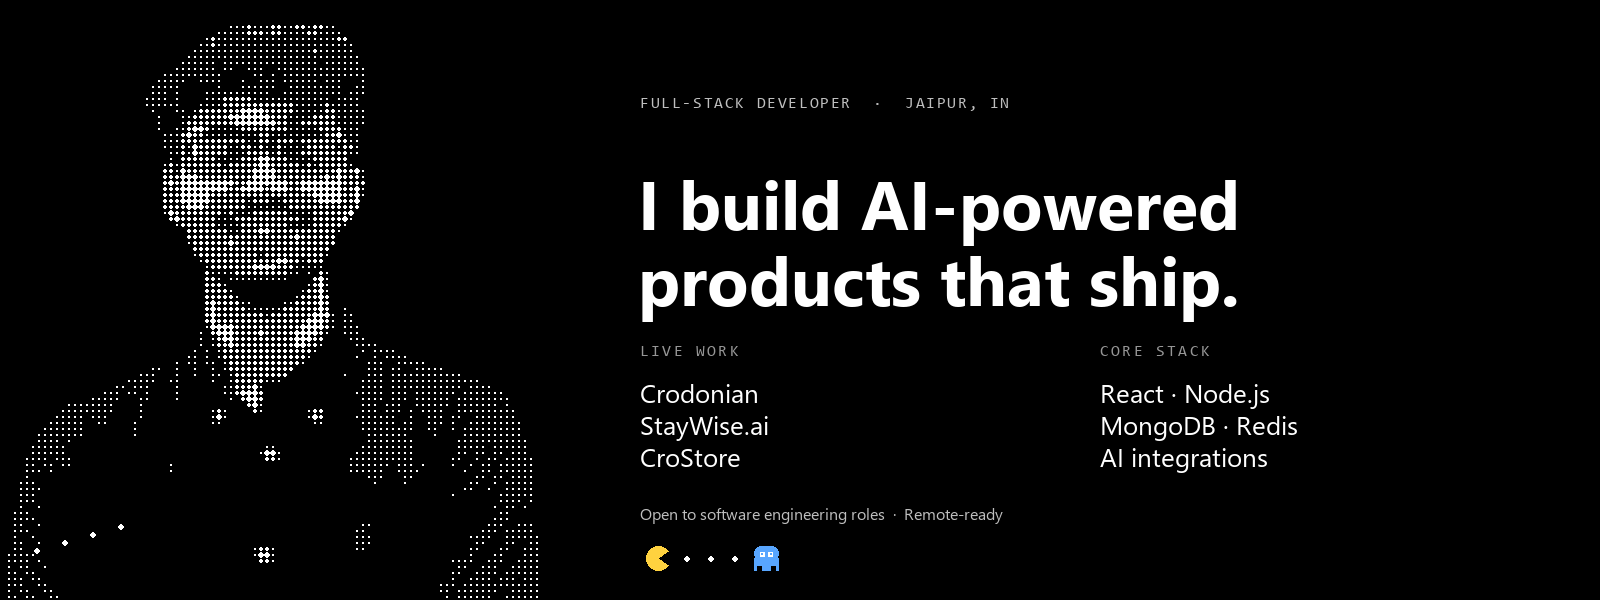 FULL-STACK DEVELOPER · JAIPUR, IN
I build AI-powered
products that ship.
LIVE WORK
Crodonian
StayWise.ai
CroStore
CORE STACK
React · Node.js
MongoDB · Redis
AI integrations
Open to software engineering roles · Remote-ready